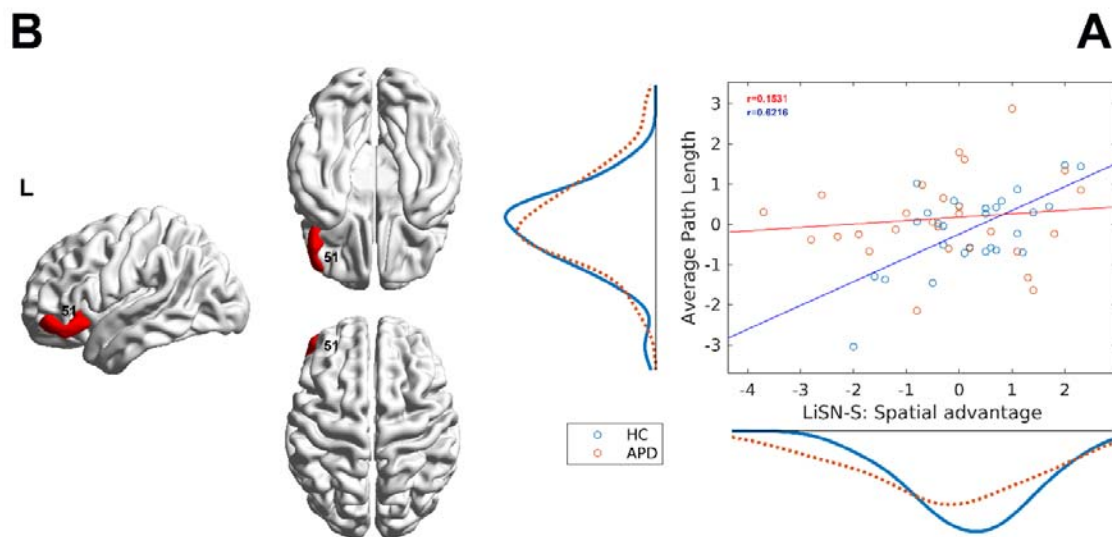 B
A
L
51
51
51
r=0.1531
r=0.6216
3
2
1
0
-1
-2
-3
Average Path Length
-4 -3 -2 -1 0 1 2
LiSN-S: Spatial advantage
HC
APD